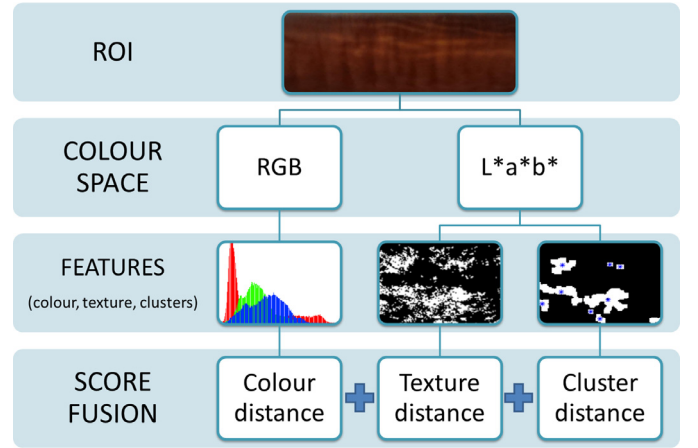 ROI
COLOUR
SPACE
RGB
L*a*b*
FEATURES
(colour, texture, clusters)
SCORE
FUSION
Colour
distance
Texture
distance
Cluster
distance